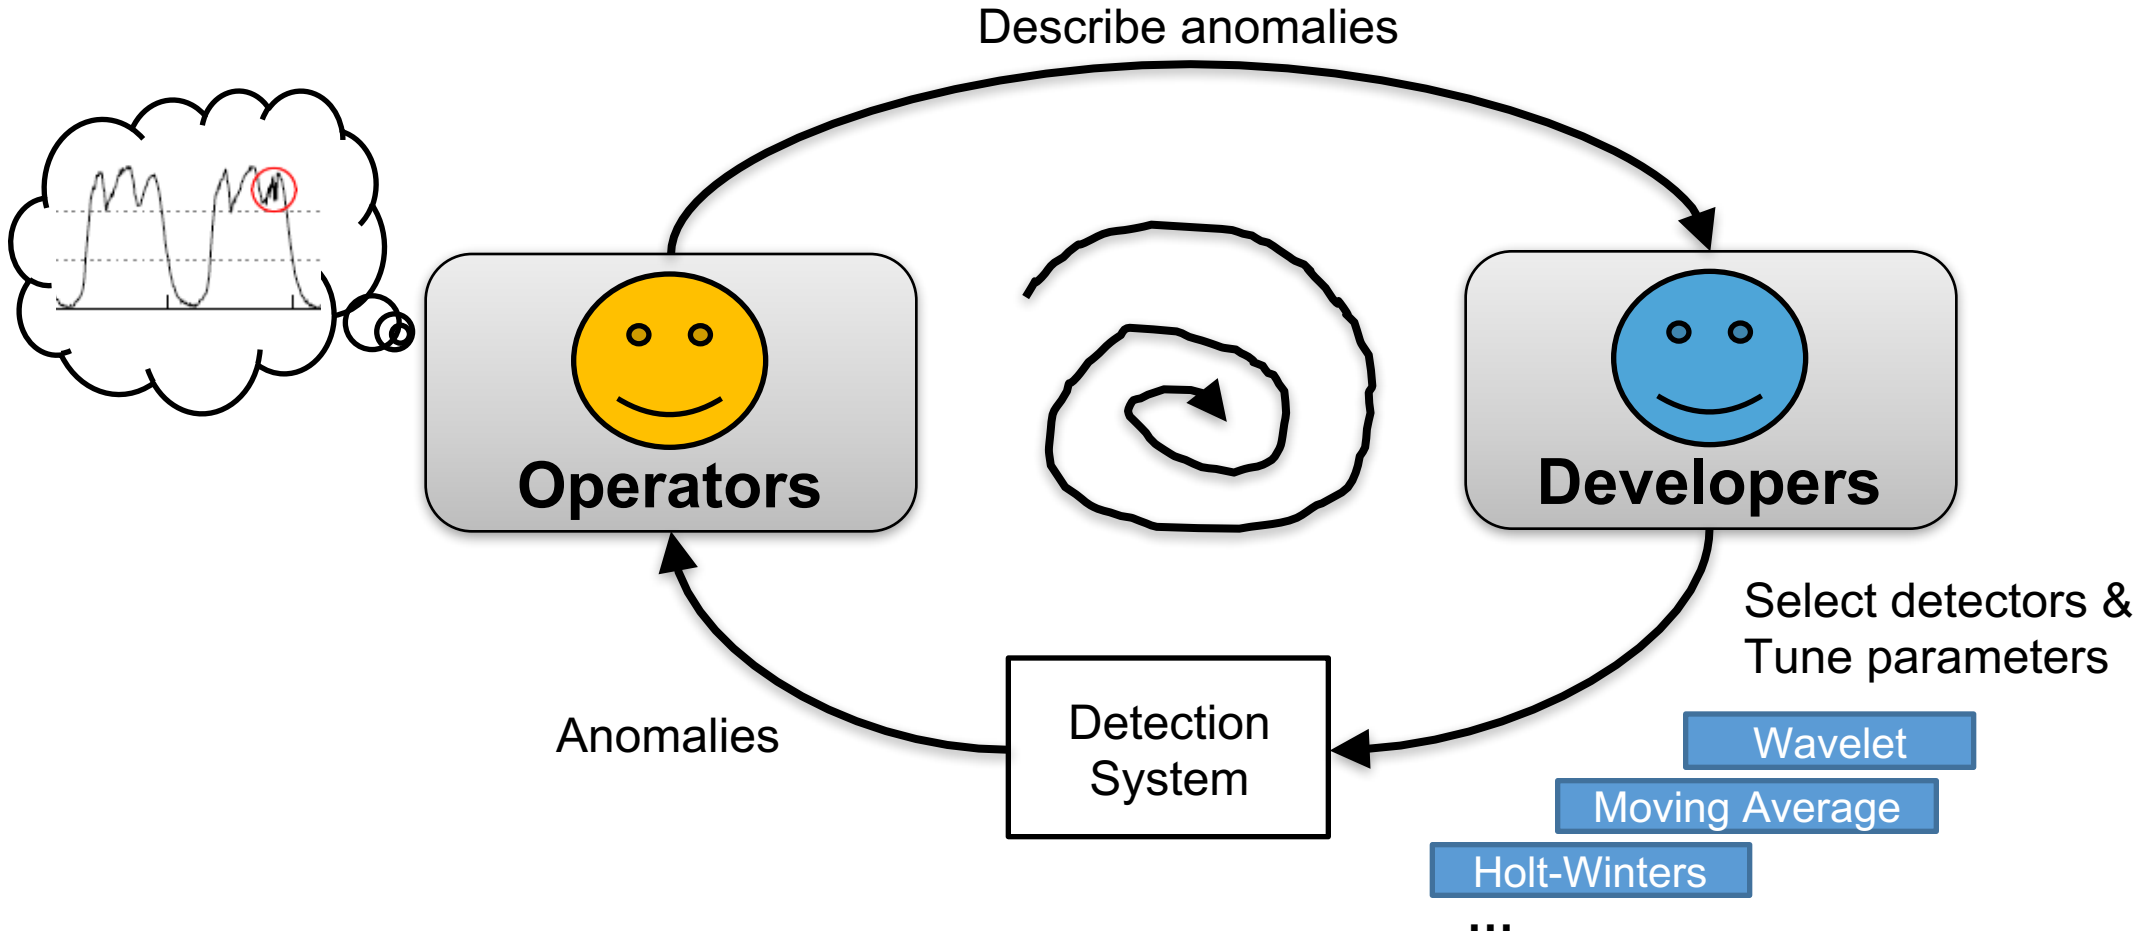 Describe anomalies
Operators
Developers
Select detectors &
Tune parameters
Anomalies
Detection
System
Wavelet
Moving Average
Holt-Winters
...